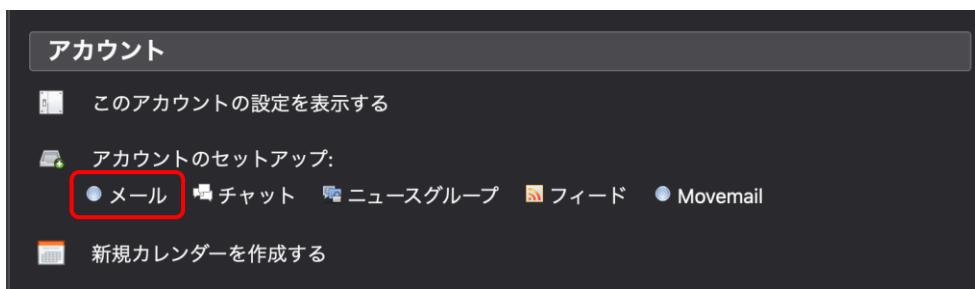 アカウント
このアカウントの設定を表示する
アカウントのセットアップ:
メール チャット ニュースグループ フィード Movemail
新規カレンダーを作成する